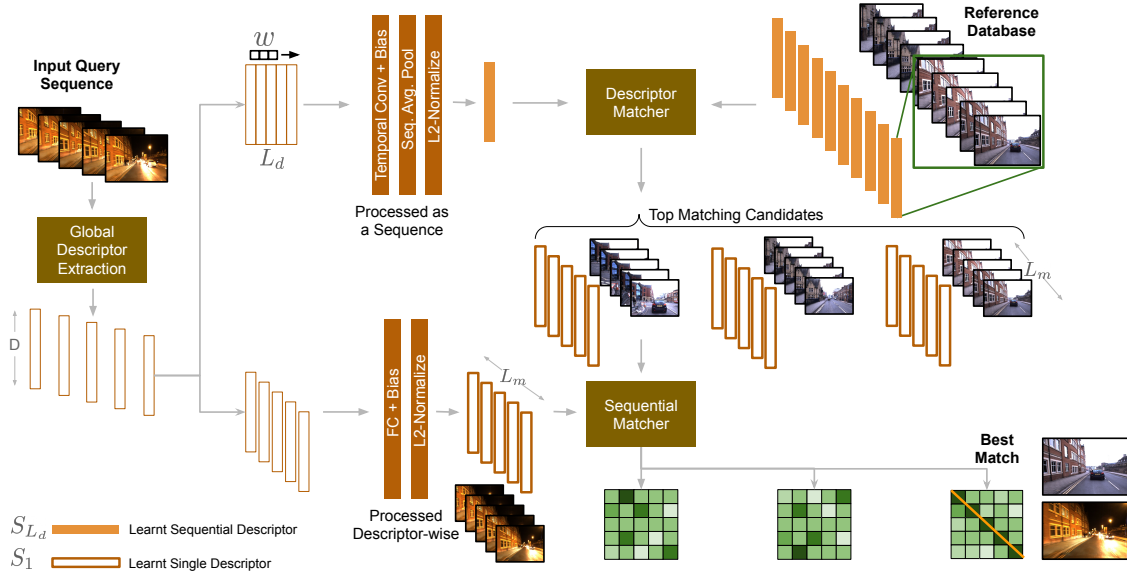 Input Query
Sequence
w
L_d
Temporal Conv + Bias
Seq. Avg. Pool
L2-Normalize
Processed as
a Sequence
Descriptor
Matcher
Reference
Database
Global
Descriptor
Extraction
Top Matching Candidates
L_m
D
FC + Bias
L2-Normalize
L_m
Sequential
Matcher
Processed
Descriptor-wise
Best
Match
S_{L_d} Learnt Sequential Descriptor
S_1 Learnt Single Descriptor